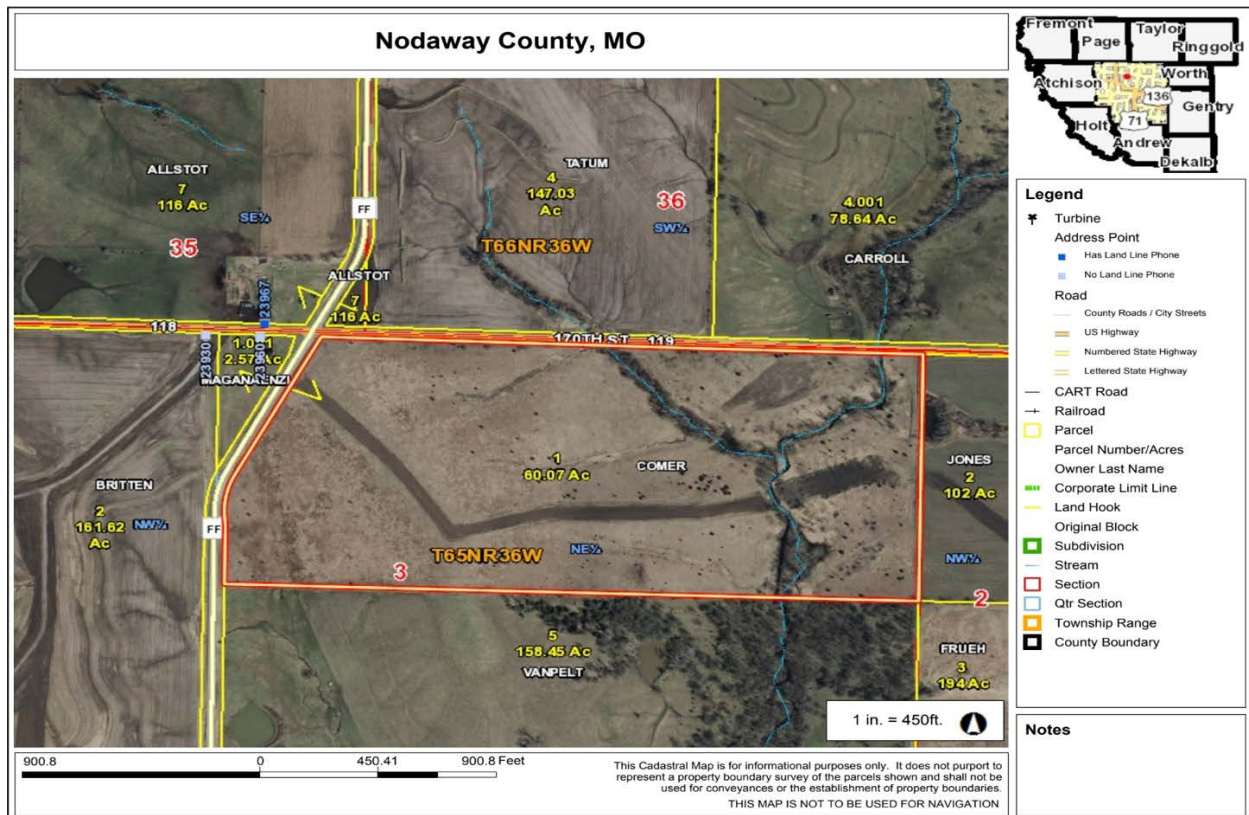 Nodaway County, MO
Fremont
Page
Taylor
Ringgold
Atchison
Worth
136
Gentry
Holt
71
Andrew
Dekalb
ALLSTOT
7
116 Ac
SE¼
35
FF
ALLSTOT
7
116 Ac
TATUM
4
147.03
Ac
36
SW¼
T66NR36W
4.001
78.64 Ac
CARROLL
118
23967
170TH ST 119
23930
23960
2.57 Ac
BRITTEN
2
161.62
Ac
NW¼
FF
1
60.07 Ac
COMER
T65NR36W
NE¼
3
JONES
2
102 Ac
NW¼
2
5
158.45 Ac
VANPELT
FRUEH
3
194 Ac
1 in. = 450ft.
Legend
Turbine
Address Point
Has Land Line Phone
No Land Line Phone
Road
County Roads / City Streets
US Highway
Numbered State Highway
Lettered State Highway
CART Road
Railroad
Parcel
Parcel Number/Acres
Owner Last Name
Corporate Limit Line
Land Hook
Original Block
Subdivision
Stream
Section
Qtr Section
Township Range
County Boundary
Notes
900.8 0 450.41 900.8 Feet
This Cadastral Map is for informational purposes only. It does not purport to
represent a property boundary survey of the parcels shown and shall not be
used for conveyances or the establishment of property boundaries.
THIS MAP IS NOT TO BE USED FOR NAVIGATION